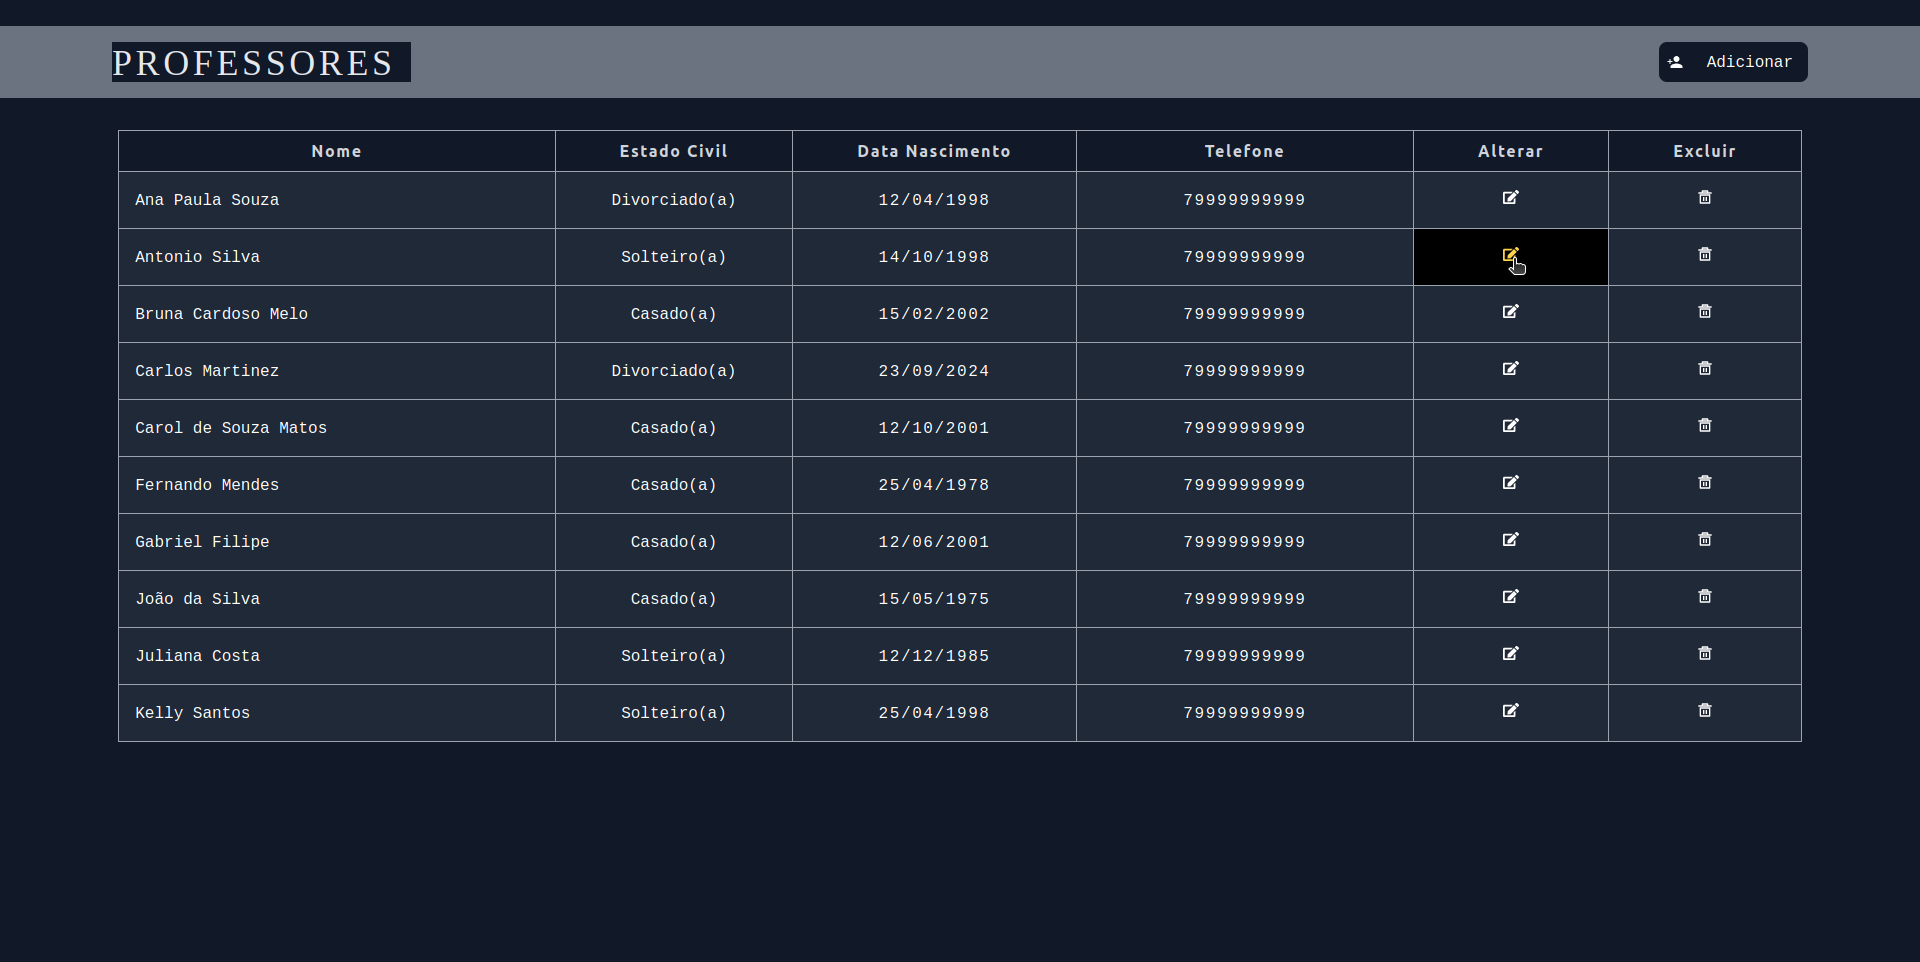 PROFESSORES
Adicionar
Nome Estado Civil Data Nascimento Telefone Alterar Excluir
Ana Paula Souza Divorciado(a) 12/04/1998 79999999999
Antonio Silva Solteiro(a) 14/10/1998 79999999999
Bruna Cardoso Melo Casado(a) 15/02/2002 79999999999
Carlos Martinez Divorciado(a) 23/09/2024 79999999999
Carol de Souza Matos Casado(a) 12/10/2001 79999999999
Fernando Mendes Casado(a) 25/04/1978 79999999999
Gabriel Filipe Casado(a) 12/06/2001 79999999999
João da Silva Casado(a) 15/05/1975 79999999999
Juliana Costa Solteiro(a) 12/12/1985 79999999999
Kelly Santos Solteiro(a) 25/04/1998 79999999999